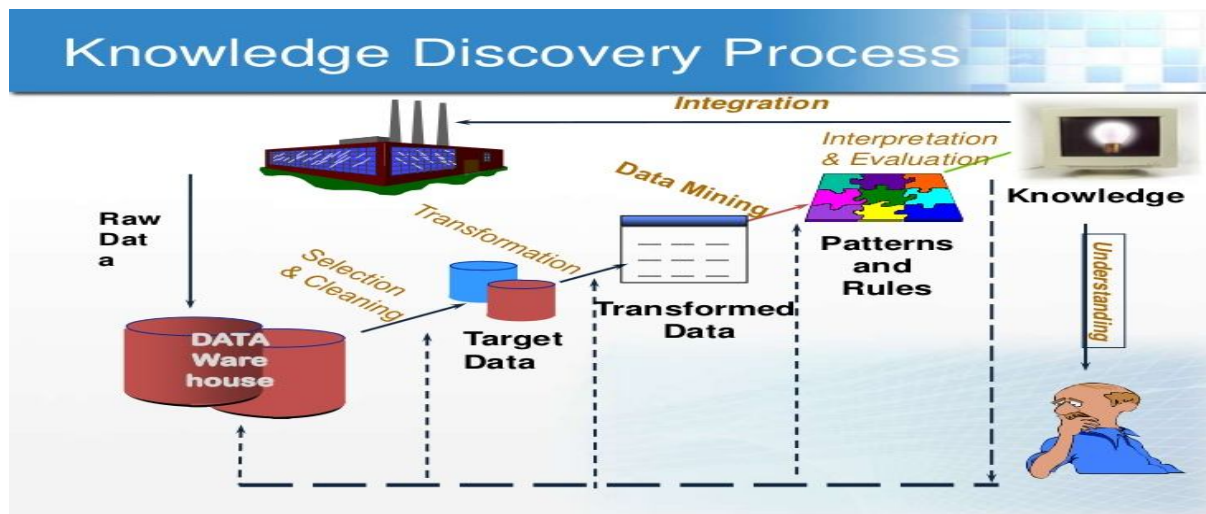 Knowledge Discovery Process
Integration
Interpretation
& Evaluation
Knowledge
Raw
Dat
a
Data Mining
Transformation
Selection
& Cleaning
Patterns
and
Rules
Understanding
Transformed
Data
Target
Data
DATA
Ware
house